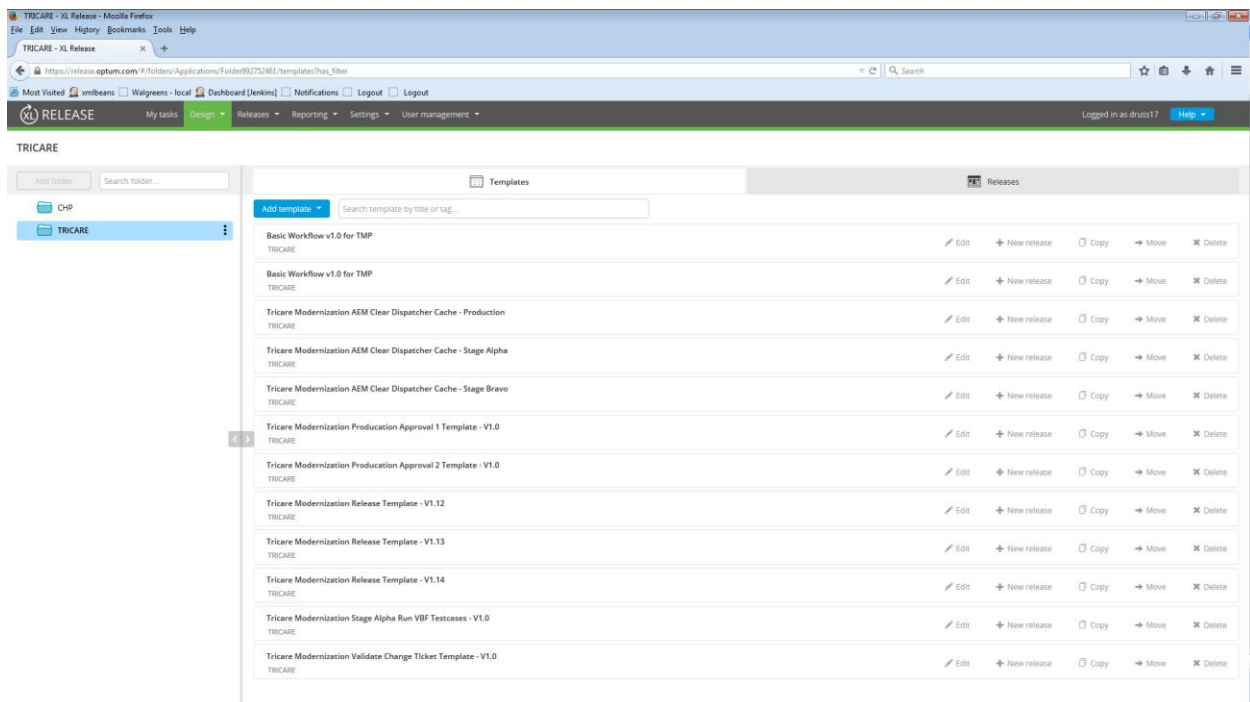 TRICARE - XL Release - Mozilla Firefox
File Edit View History Bookmarks Tools Help
TRICARE - XL Release × +
https://release.optum.com/#/folders/Applications/Folder992752461/templates?has_filter Search
Most Visited xmlbeans Walgreens - local Dashboard [Jenkins] Notifications Logout Logout
XL RELEASE My tasks Design Releases Reporting Settings User management Logged in as druss17 Help
TRICARE
Add folder Search folder... Templates Releases
CHP
TRICARE
Add template Search template by title or tag...
Basic Workflow v1.0 for TMP
TRICARE
Edit New release Copy Move Delete
Basic Workflow v1.0 for TMP
TRICARE
Edit New release Copy Move Delete
Tricare Modernization AEM Clear Dispatcher Cache - Production
TRICARE
Edit New release Copy Move Delete
Tricare Modernization AEM Clear Dispatcher Cache - Stage Alpha
TRICARE
Edit New release Copy Move Delete
Tricare Modernization AEM Clear Dispatcher Cache - Stage Bravo
TRICARE
Edit New release Copy Move Delete
Tricare Modernization Producation Approval 1 Template - V1.0
TRICARE
Edit New release Copy Move Delete
Tricare Modernization Producation Approval 2 Template - V1.0
TRICARE
Edit New release Copy Move Delete
Tricare Modernization Release Template - V1.12
TRICARE
Edit New release Copy Move Delete
Tricare Modernization Release Template - V1.13
TRICARE
Edit New release Copy Move Delete
Tricare Modernization Release Template - V1.14
TRICARE
Edit New release Copy Move Delete
Tricare Modernization Stage Alpha Run VBF Testcases - V1.0
TRICARE
Edit New release Copy Move Delete
Tricare Modernization Validate Change TIcket Template - V1.0
TRICARE
Edit New release Copy Move Delete